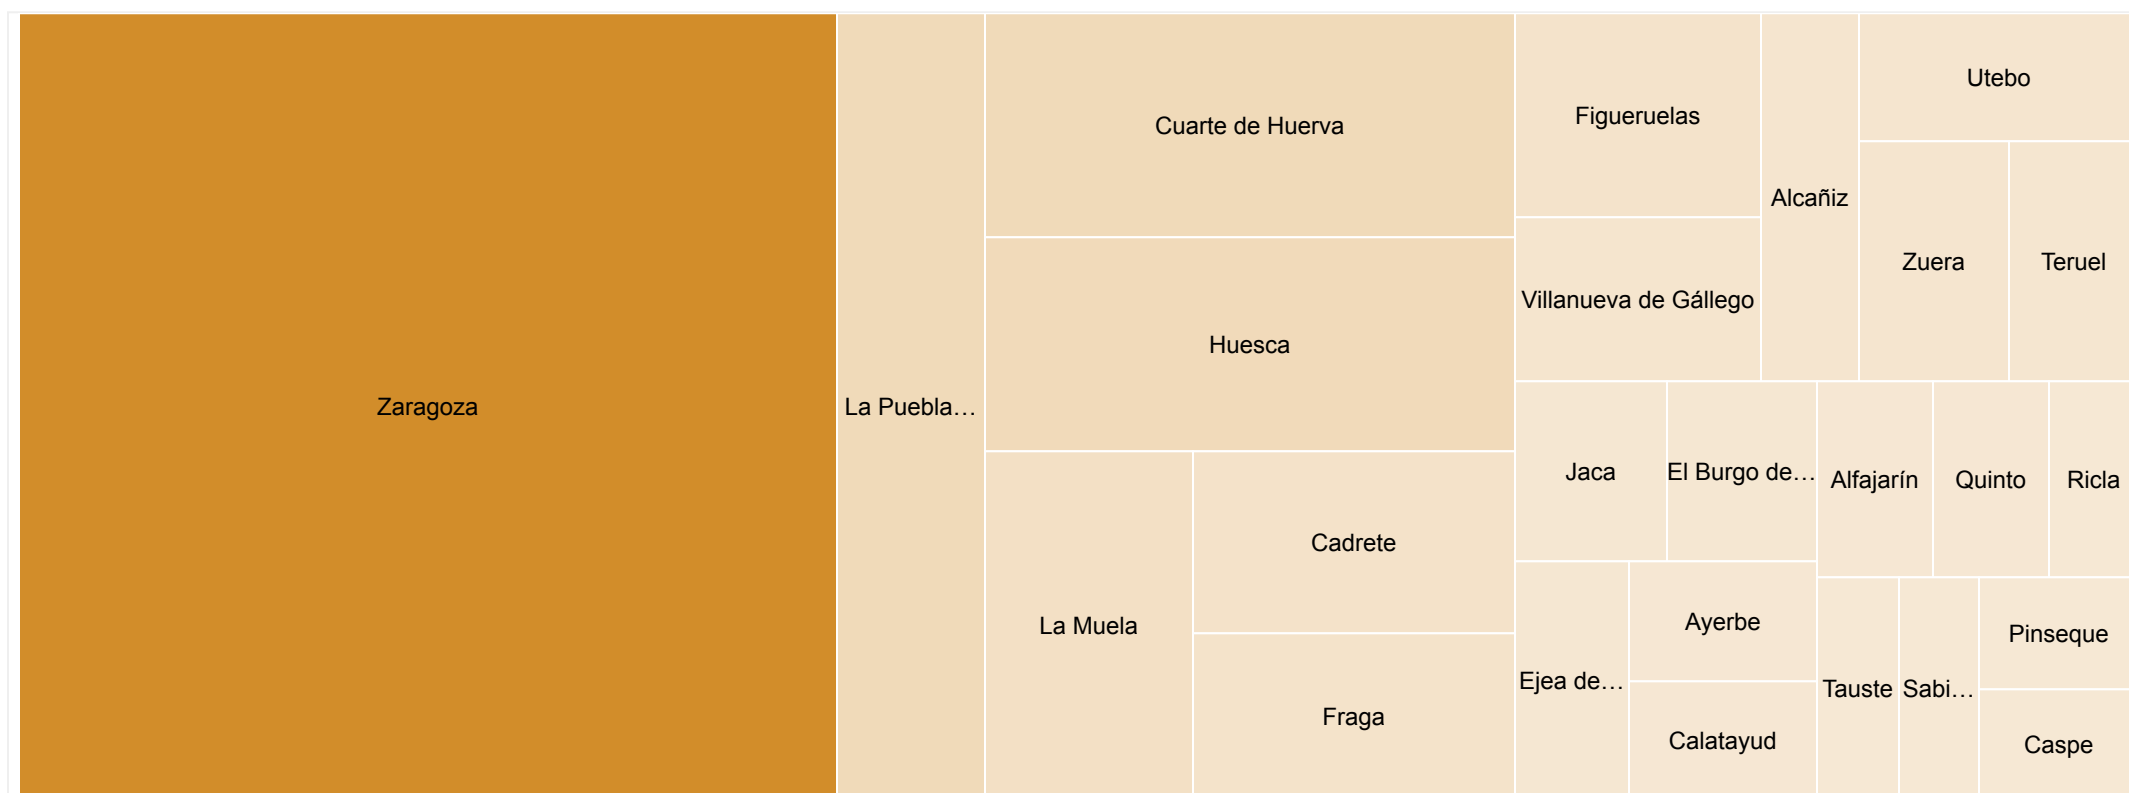 Zaragoza
La Puebla…
Cuarte de Huerva
Huesca
La Muela
Cadrete
Fraga
Figueruelas
Villanueva de Gállego
Alcañiz
Utebo
Zuera
Teruel
Jaca
El Burgo de…
Alfajarín
Quinto
Ricla
Ejea de…
Ayerbe
Calatayud
Tauste
Sabi…
Pinseque
Caspe